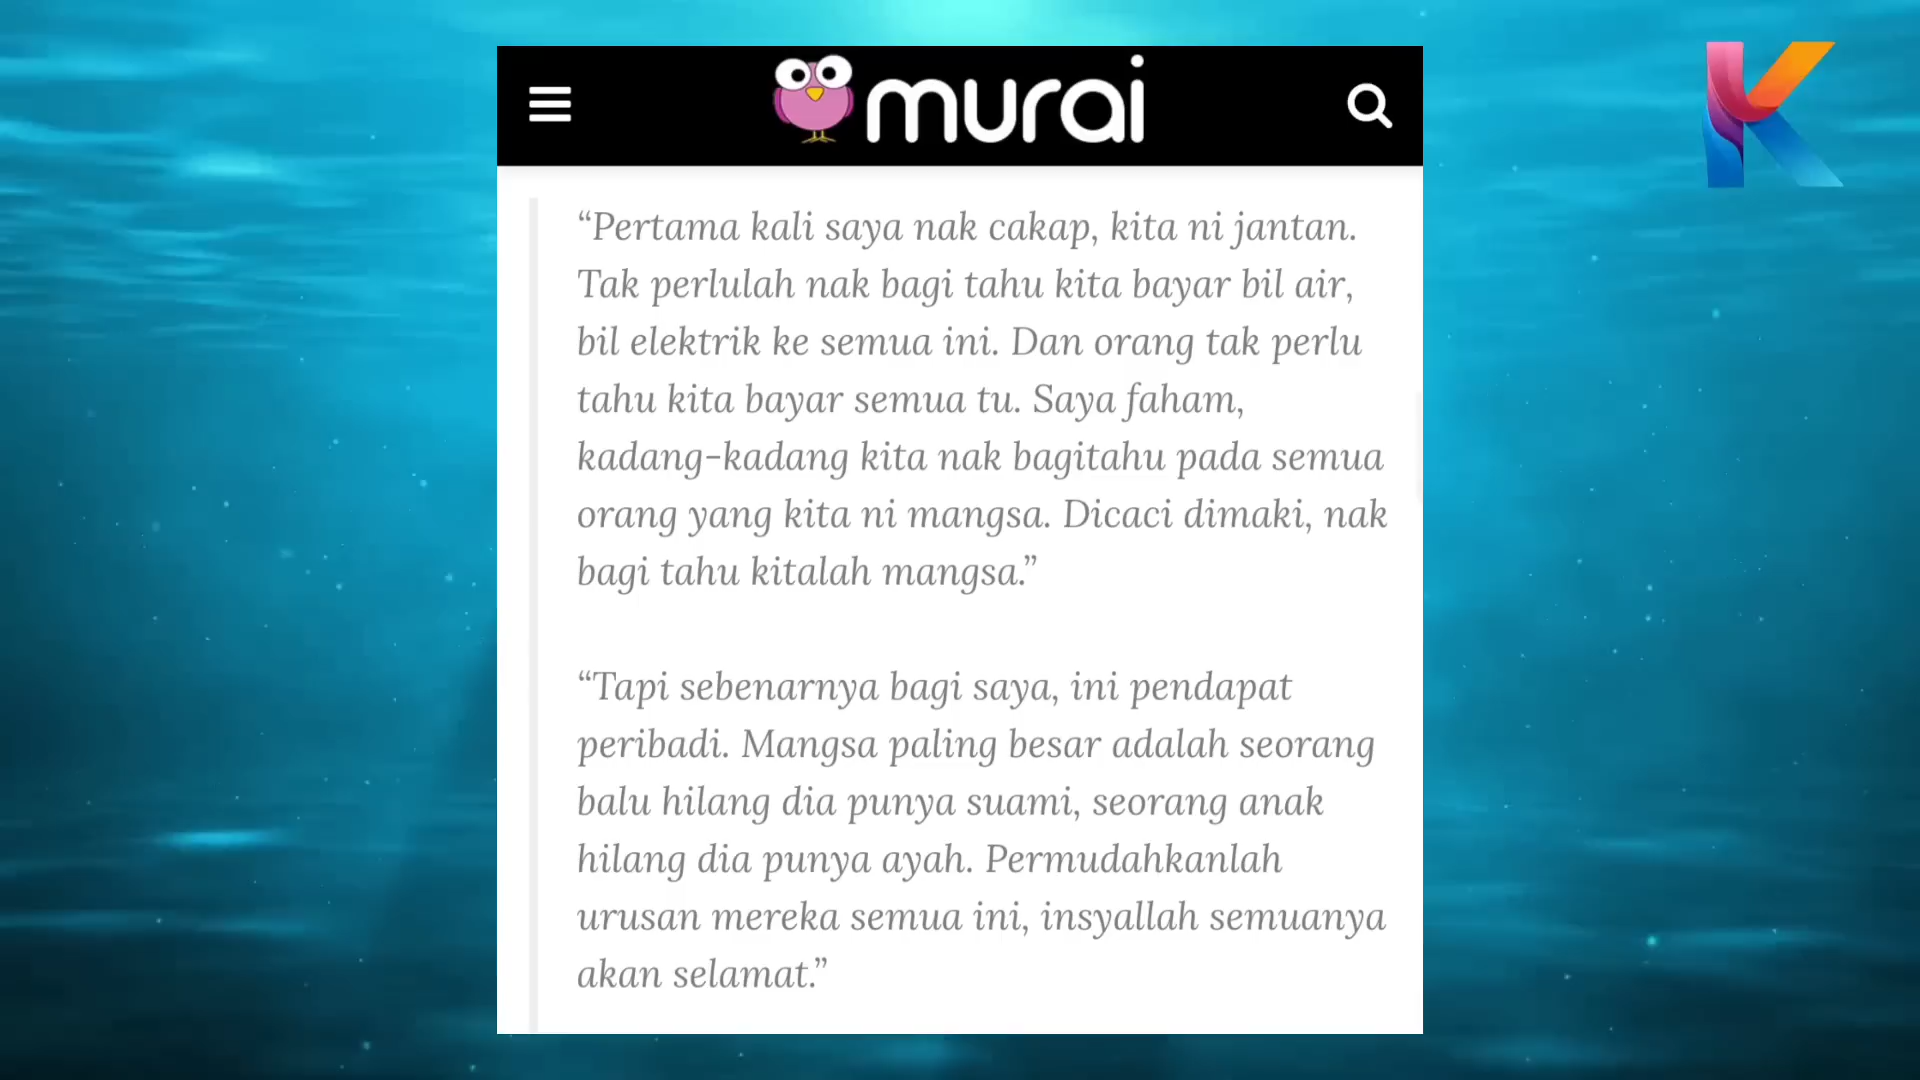 murai
“Pertama kali saya nak cakap, kita ni jantan.
Tak perlulah nak bagi tahu kita bayar bil air,
bil elektrik ke semua ini. Dan orang tak perlu
tahu kita bayar semua tu. Saya faham,
kadang-kadang kita nak bagitahu pada semua
orang yang kita ni mangsa. Dicaci dimaki, nak
bagi tahu kitalah mangsa.”
“Tapi sebenarnya bagi saya, ini pendapat
peribadi. Mangsa paling besar adalah seorang
balu hilang dia punya suami, seorang anak
hilang dia punya ayah. Permudahkanlah
urusan mereka semua ini, insyallah semuanya
akan selamat.”
K